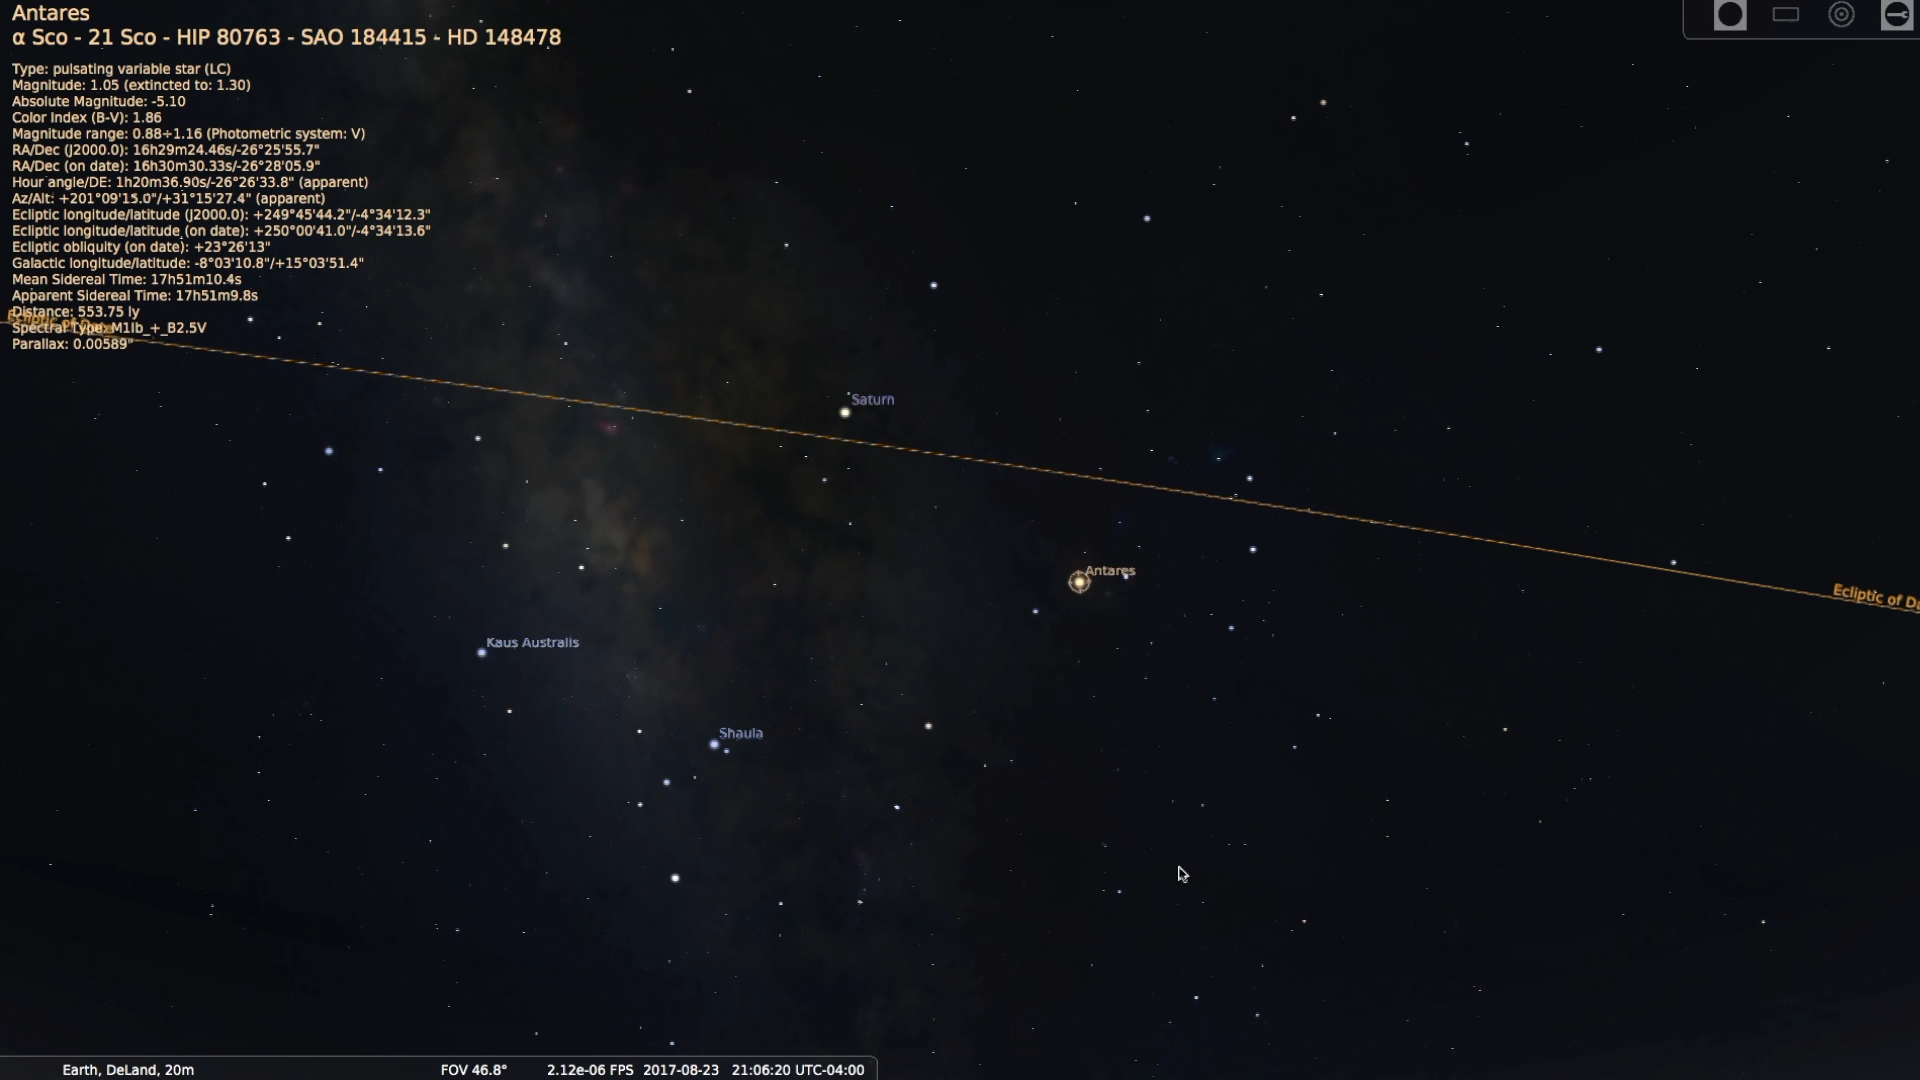 Antares
α Sco - 21 Sco - HIP 80763 - SAO 184415 - HD 148478
Type: pulsating variable star (LC)
Magnitude: 1.05 (extincted to: 1.30)
Absolute Magnitude: -5.10
Color Index (B-V): 1.86
Magnitude range: 0.88÷1.16 (Photometric system: V)
RA/Dec (J2000.0): 16h29m24.46s/-26°25'55.7"
RA/Dec (on date): 16h30m30.33s/-26°28'05.9"
Hour angle/DE: 1h20m36.90s/-26°26'33.8" (apparent)
Az/Alt: +201°09'15.0"/+31°15'27.4" (apparent)
Ecliptic longitude/latitude (J2000.0): +249°45'44.2"/-4°34'12.3"
Ecliptic longitude/latitude (on date): +250°00'41.0"/-4°34'13.6"
Ecliptic obliquity (on date): +23°26'13"
Galactic longitude/latitude: -8°03'10.8"/+15°03'51.4"
Mean Sidereal Time: 17h51m10.4s
Apparent Sidereal Time: 17h51m9.8s
Distance: 553.75 ly
Ecliptic of Date
Spectral Type: M1Ib_+_B2.5V
Parallax: 0.00589"
Saturn
Antares
Ecliptic of Da
Kaus Australis
Shaula
Earth, DeLand, 20m FOV 46.8° 2.12e-06 FPS 2017-08-23 21:06:20 UTC-04:00